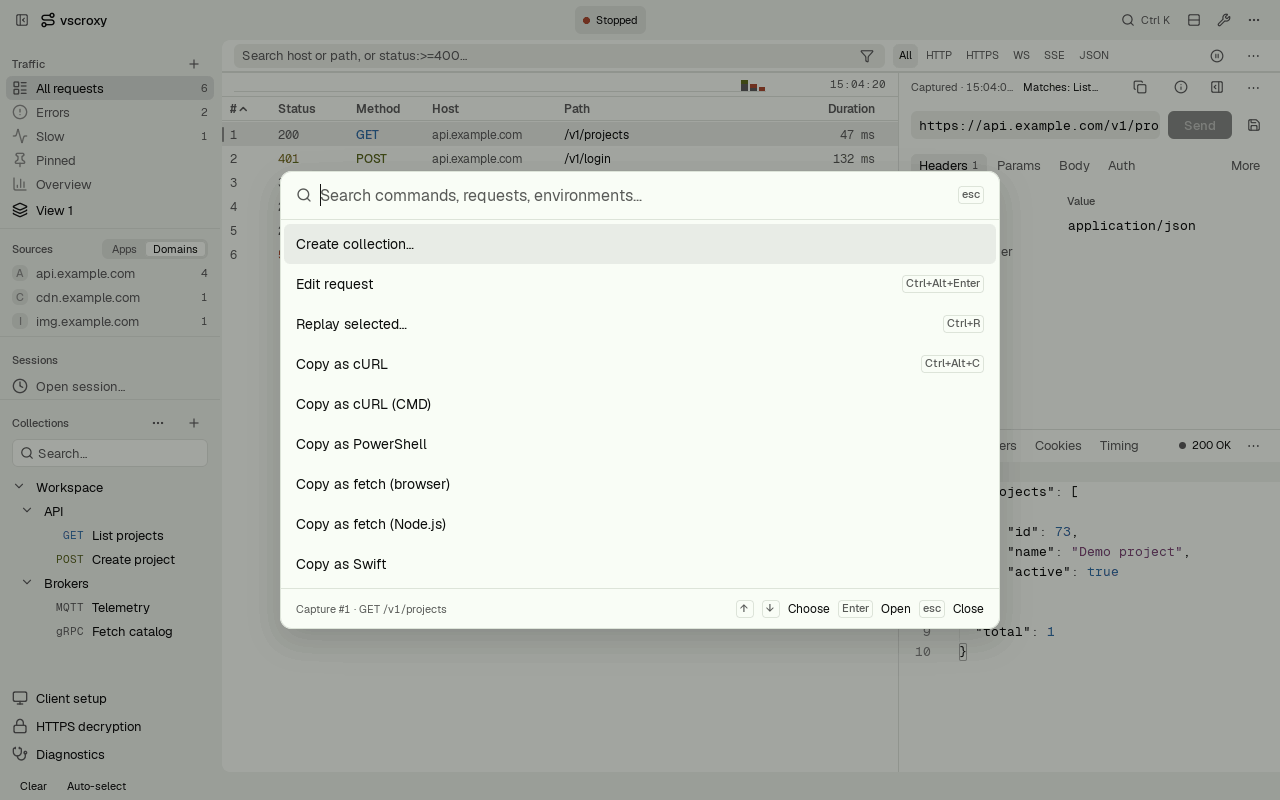 vscroxy
Stopped
Ctrl K
Traffic
All requests 6
Errors 2
Slow 1
Pinned
Overview
View 1
Sources Apps Domains
A api.example.com 4
C cdn.example.com 1
I img.example.com 1
Sessions
Open session...
Collections
Search...
Workspace
API
GET List projects
POST Create project
Brokers
MQTT Telemetry
gRPC Fetch catalog
Client setup
HTTPS decryption
Diagnostics
Clear Auto-select
Search host or path, or status:>=400...
All HTTP HTTPS WS SSE JSON
15:04:20
# Status Method Host Path Duration
1 200 GET api.example.com /v1/projects 47 ms
2 401 POST api.example.com /v1/login 132 ms
3
4
5
6
Captured · 15:04:0... Matches: List...
https://api.example.com/v1/pro Send
Headers 1 Params Body Auth More
Value
application/json
er
ers Cookies Timing 200 OK
ojects": [
"id": 73,
"name": "Demo project",
"active": true
9 "total": 1
10 }
Search commands, requests, environments... esc
Create collection...
Edit request Ctrl+Alt+Enter
Replay selected... Ctrl+R
Copy as cURL Ctrl+Alt+C
Copy as cURL (CMD)
Copy as PowerShell
Copy as fetch (browser)
Copy as fetch (Node.js)
Copy as Swift
Capture #1 · GET /v1/projects ↑ ↓ Choose Enter Open esc Close